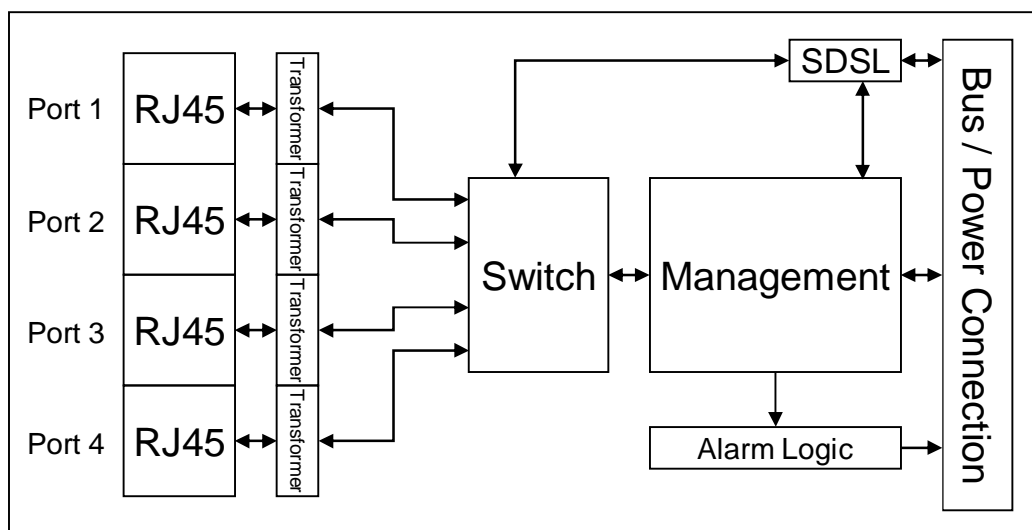 Port 1
RJ45
Transformer
Port 2
RJ45
Transformer
Port 3
RJ45
Transformer
Port 4
RJ45
Transformer
Switch
SDSL
Management
Alarm Logic
Bus / Power Connection